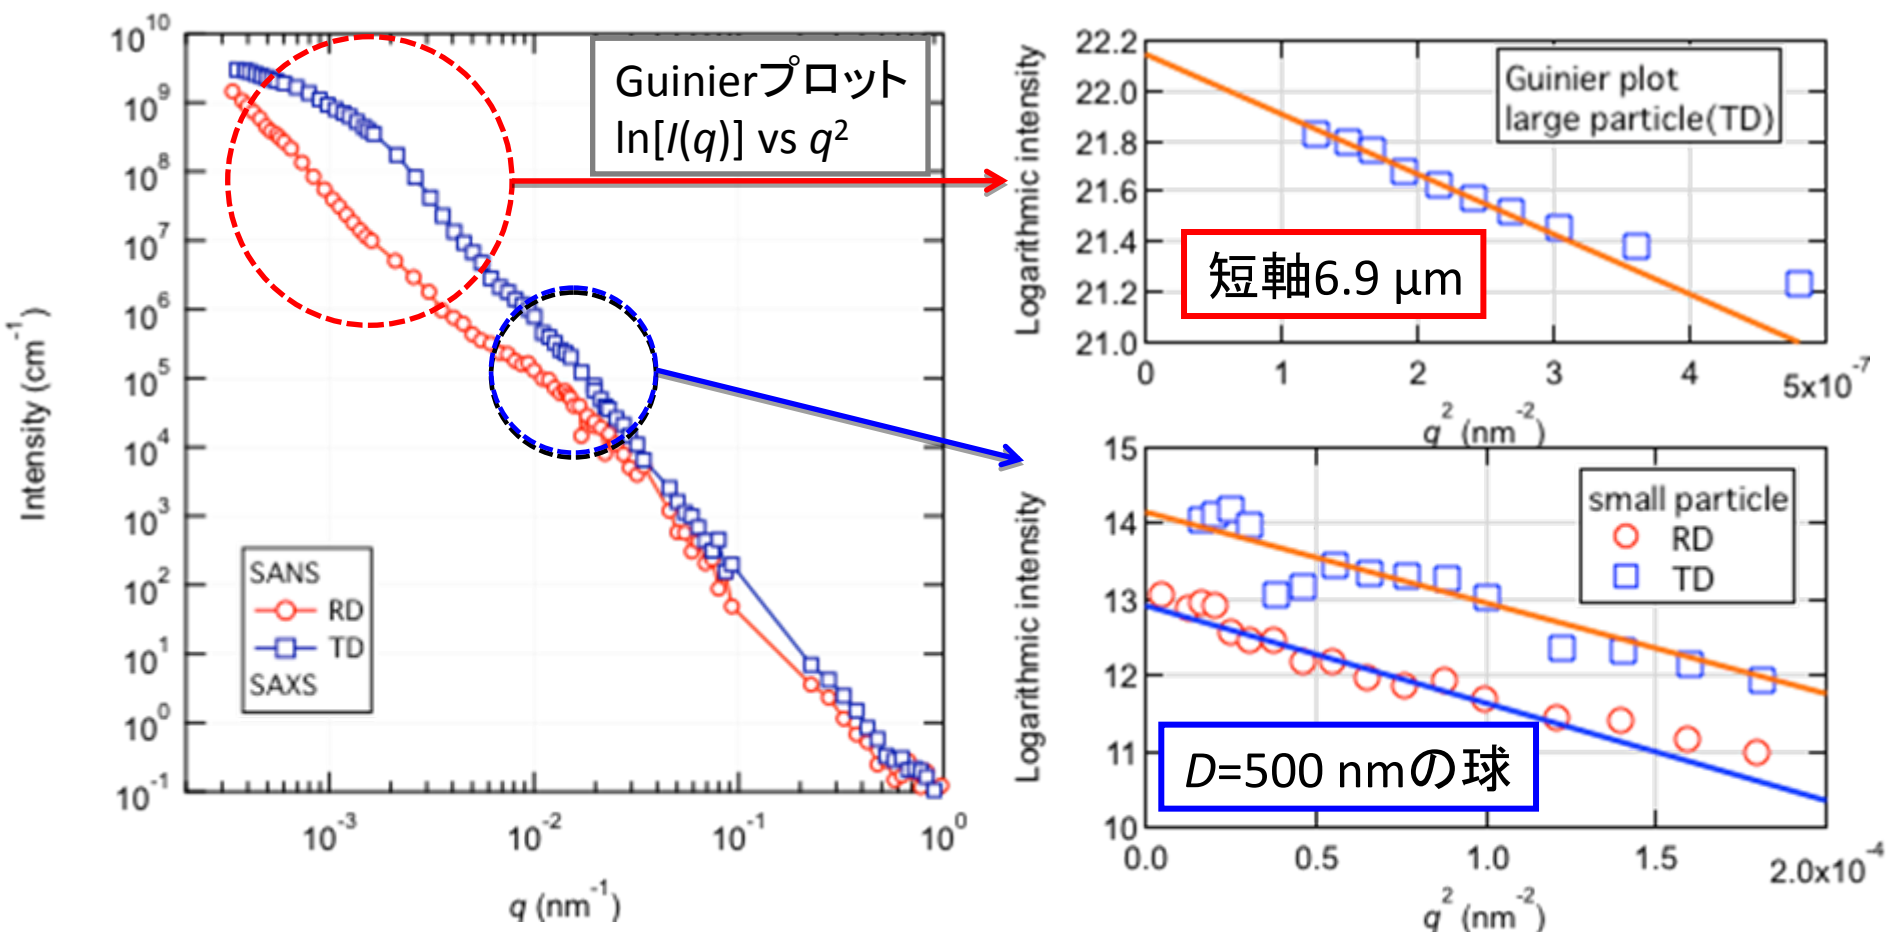 Guinierプロット
ln[I(q)] vs q²
Intensity (cm⁻¹)
10¹⁰
10⁹
10⁸
10⁷
10⁶
10⁵
10⁴
10³
10²
10¹
10⁰
10⁻¹
SANS
RD
TD
SAXS
10⁻³
10⁻²
10⁻¹
10⁰
q (nm⁻¹)
Logarithmic intensity
22.2
22.0
21.8
21.6
21.4
21.2
21.0
Guinier plot
large particle(TD)
短軸6.9 μm
0
1
2
3
4
5x10⁻⁷
q² (nm⁻²)
Logarithmic intensity
15
14
13
12
11
10
small particle
RD
TD
D=500 nmの球
0.0
0.5
1.0
1.5
2.0x10⁻⁴
q² (nm⁻²)